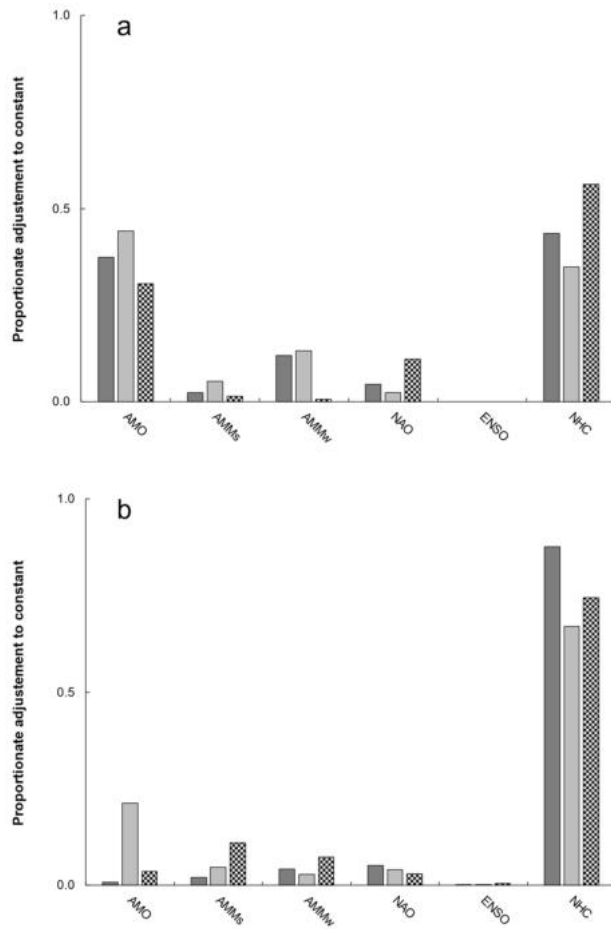 a
1.0
0.5
0.0
Proportionate adjustement to constant
AMO
AMMs
AMMw
NAO
ENSO
NHC
b
1.0
0.5
0.0
Proportionate adjustement to constant
AMO
AMMs
AMMw
NAO
ENSO
NHC